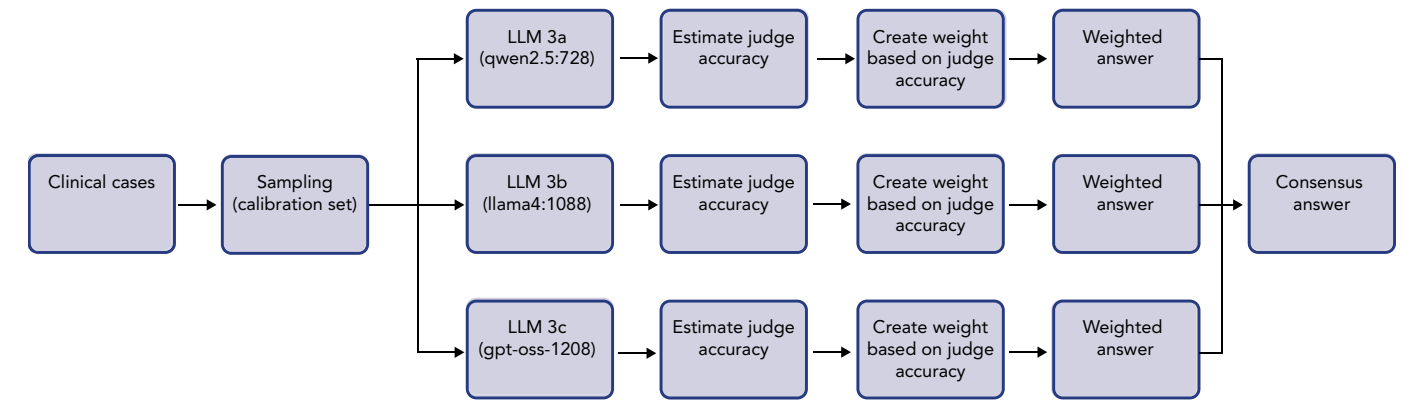 Clinical cases
Sampling
(calibration set)
LLM 3a
(qwen2.5:728)
Estimate judge
accuracy
Create weight
based on judge
accuracy
Weighted
answer
LLM 3b
(llama4:1088)
Estimate judge
accuracy
Create weight
based on judge
accuracy
Weighted
answer
LLM 3c
(gpt-oss-1208)
Estimate judge
accuracy
Create weight
based on judge
accuracy
Weighted
answer
Consensus
answer